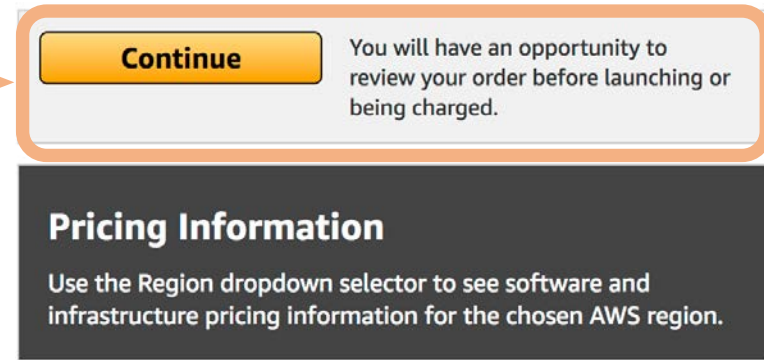 Continue
You will have an opportunity to
review your order before launching or
being charged.
Pricing Information
Use the Region dropdown selector to see software and
infrastructure pricing information for the chosen AWS region.